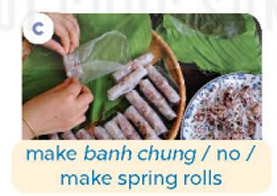 C
make banh chung / no /
make spring rolls